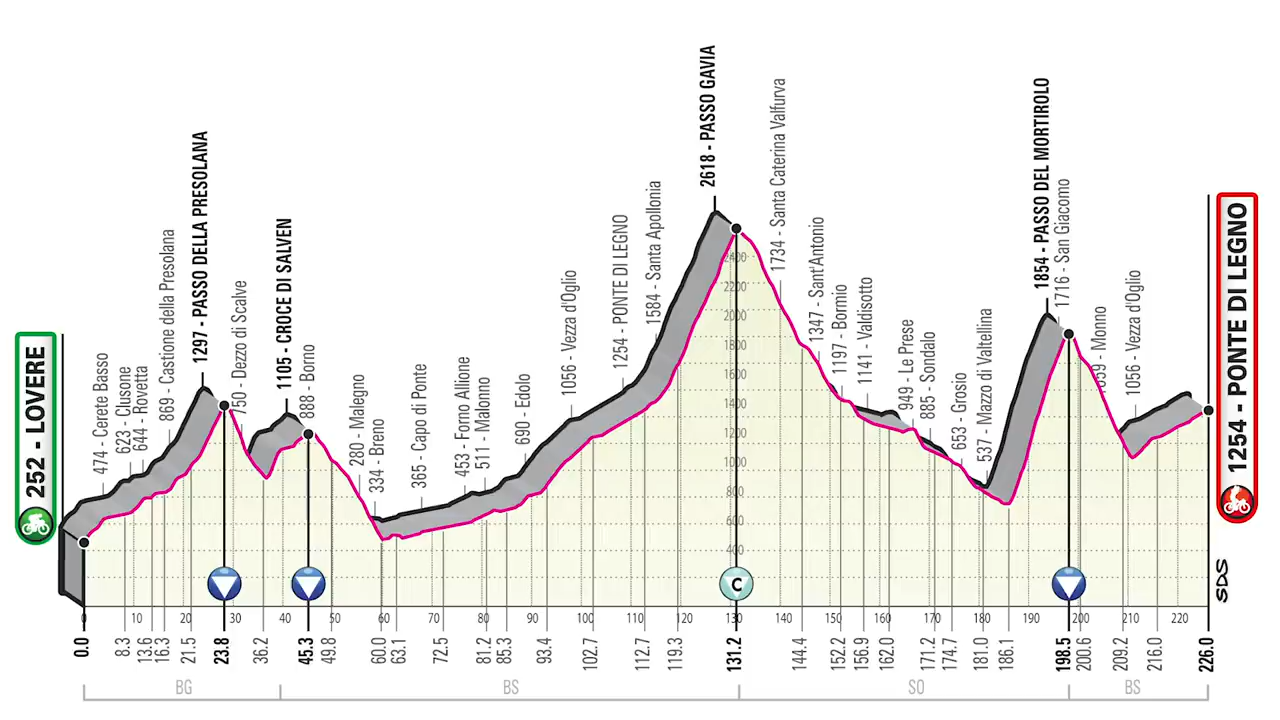 252 - LOVERE
474 - Cerete Basso
623 - Clusone
644 - Rovetta
869 - Castione della Presolana
1297 - PASSO DELLA PRESOLANA
750 - Dezzo di Scalve
1105 - CROCE DI SALVEN
888 - Borno
280 - Malegno
334 - Breno
365 - Capo di Ponte
453 - Forno Allione
511 - Malonno
690 - Edolo
1056 - Vezza d'Oglio
1254 - PONTE DI LEGNO
1584 - Santa Apollonia
2618 - PASSO GAVIA
1734 - Santa Caterina Valfurva
1347 - Sant'Antonio
1197 - Bormio
1141 - Valdisotto
949 - Le Prese
885 - Sondalo
653 - Grosio
537 - Mazzo di Valtellina
1854 - PASSO DEL MORTIROLO
1716 - San Giacomo
- Monno
1056 - Vezza d'Oglio
1254 - PONTE DI LEGNO
2400
2200
2000
1800
1600
1400
1200
1000
800
600
400
C
SDS
0 10 20 30 40 50 60 70 80 90 100 110 120 130 140 150 160 170 180 190 200 210 220
0.0 8.3 13.6 16.3 21.5 23.8 36.2 45.3 49.8 60.0 63.1 72.5 81.2 85.3 93.4 102.7 112.7 119.3 131.2 144.4 152.2 156.9 162.0 171.2 174.7 181.0 186.1 198.5 200.6 209.2 216.0 226.0
BG BS SO BS